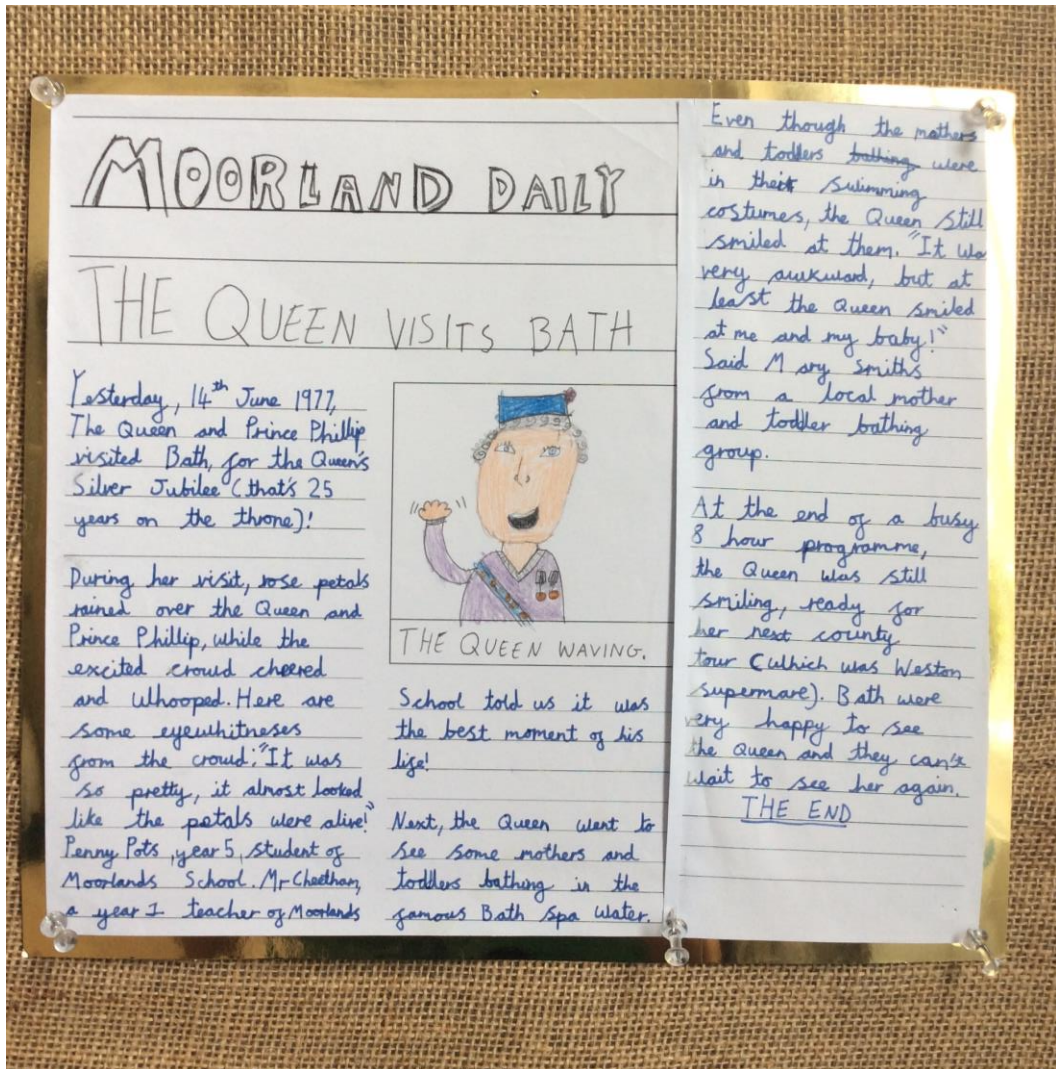 MOORLAND DAILY
THE QUEEN VISITS BATH
Yesterday, 14th June 1977,
The Queen and Prince Phillip
visited Bath, for the Queen's
Silver Jubilee (that's 25
years on the throne)!
During her visit, rose petals
rained over the Queen and
Prince Phillip, while the
excited crowd cheered
and whooped. Here are
some eyewhitneses
from the crowd: "It was
so pretty, it almost looked
like the petals were alive!"
Penny Pots, year 5, student of
Moorlands School. Mr Cheetham,
a year 1 teacher of Moorlands
THE QUEEN WAVING.
School told us it was
the best moment of his
life!
Next, the Queen went to
see some mothers and
toddlers bathing in the
famous Bath Spa water.
Even though the mothers
and toddlers bathing were
in their swimming
costumes, the Queen still
smiled at them. "It was
very awkward, but at
least the Queen smiled
at me and my baby!"
Said Mary Smiths
from a local mother
and toddler bathing
group.
At the end of a busy
8 hour programme,
the Queen was still
smiling, ready for
her next county
tour (which was Weston
supermare). Bath were
very happy to see
the Queen and they can't
wait to see her again.
THE END